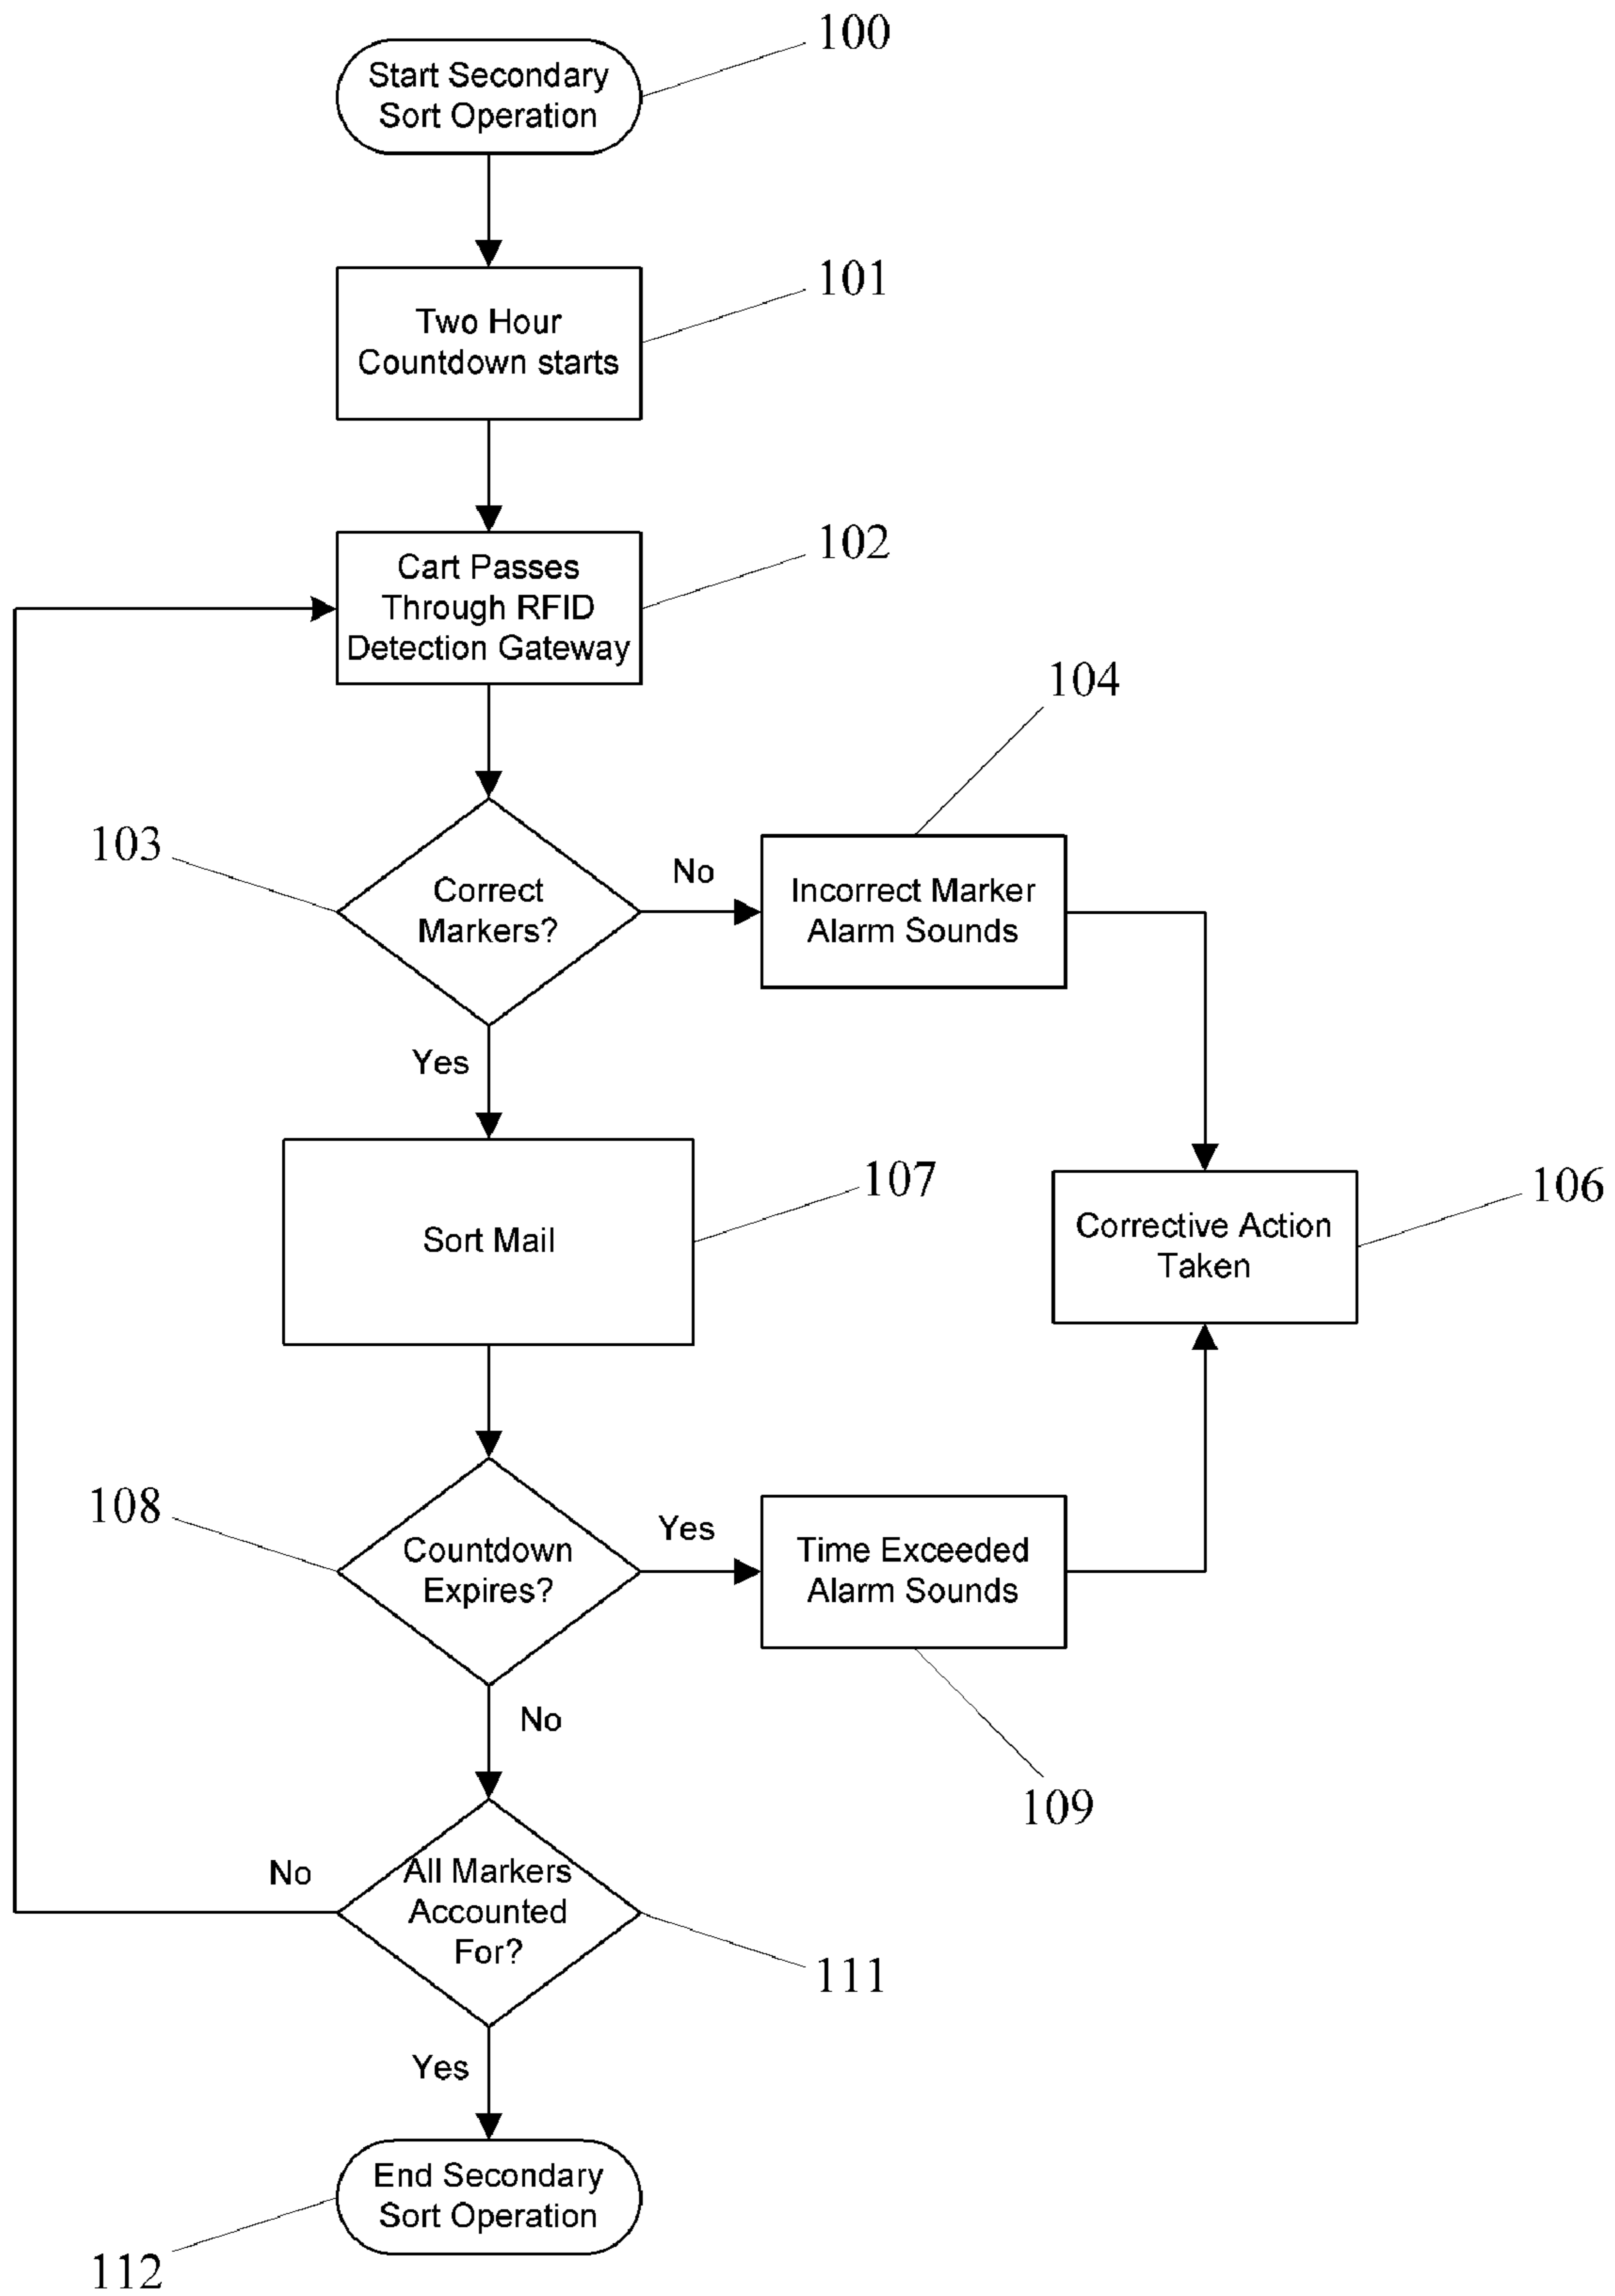 100
Start Secondary
Sort Operation
101
Two Hour
Countdown starts
102
Cart Passes
Through RFID
Detection Gateway
104
103
Correct
Markers?
No
Incorrect Marker
Alarm Sounds
Yes
107
Sort Mail
106
Corrective Action
Taken
108
Countdown
Expires?
Yes
Time Exceeded
Alarm Sounds
No
109
No
All Markers
Accounted
For?
111
Yes
End Secondary
Sort Operation
112